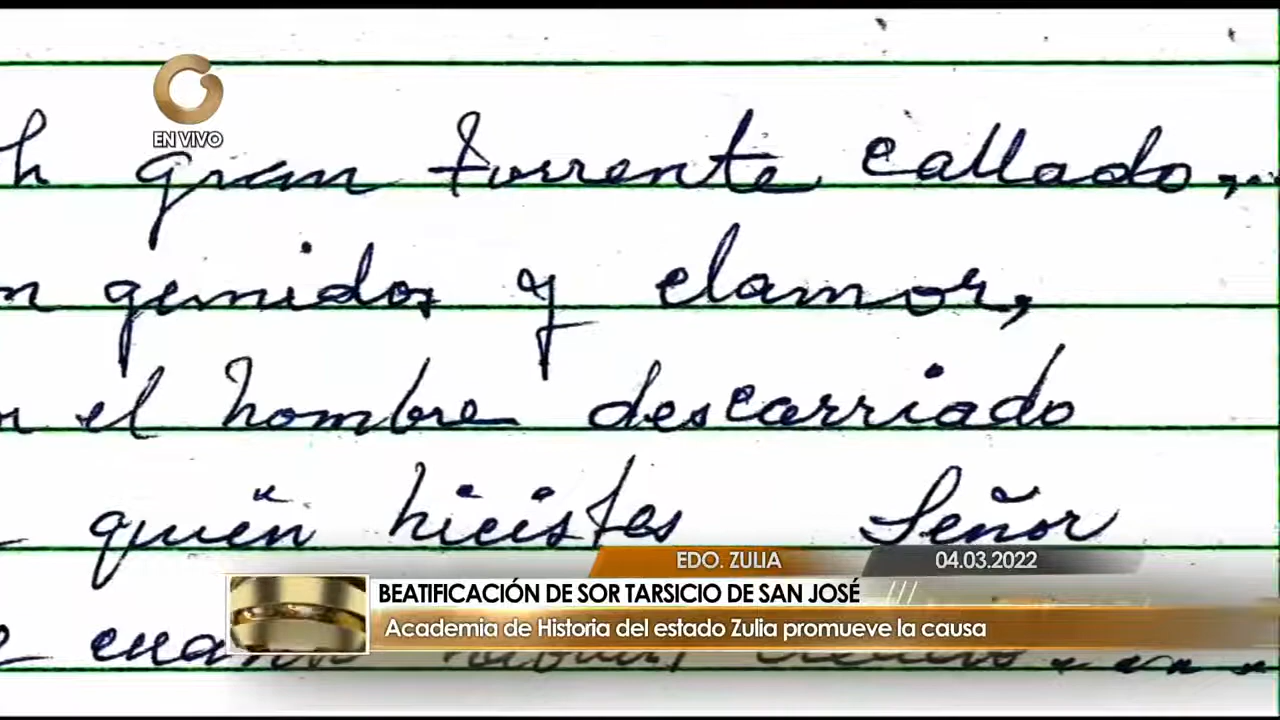 EN VIVO
gran torrente callado,
gemidos y clamor,
el hombre descarriado
quién hicistes Señor
EDO. ZULIA 04.03.2022
BEATIFICACIÓN DE SOR TARSICIO DE SAN JOSÉ
Academia de Historia del estado Zulia promueve la causa